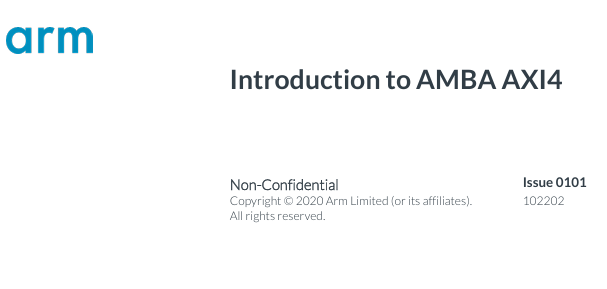 arm
Introduction to AMBA AXI4
Non-Confidential
Issue 0101
Copyright © 2020 Arm Limited (or its affiliates).
102202
All rights reserved.